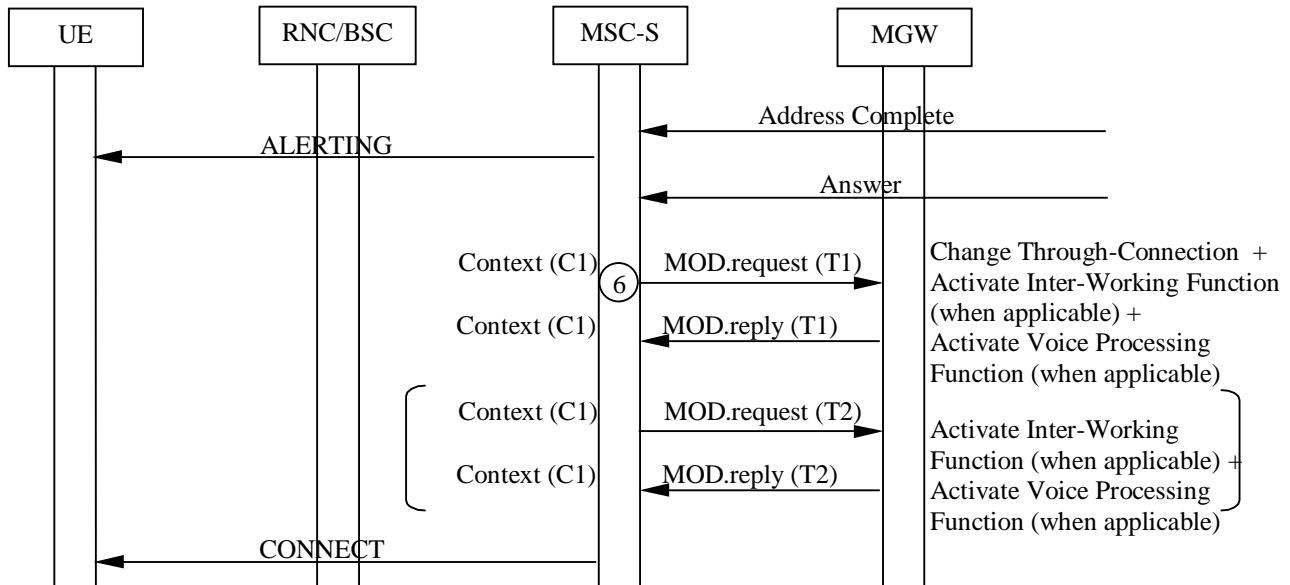 UE
RNC/BSC
MSC-S
MGW
Address Complete
ALERTING
Answer
Context (C1)
6
MOD.request (T1)
Change Through-Connection +
Activate Inter-Working Function
(when applicable) +
Activate Voice Processing
Function (when applicable)
Context (C1)
MOD.reply (T1)
Context (C1)
MOD.request (T2)
Activate Inter-Working
Function (when applicable) +
Activate Voice Processing
Function (when applicable)
Context (C1)
MOD.reply (T2)
CONNECT